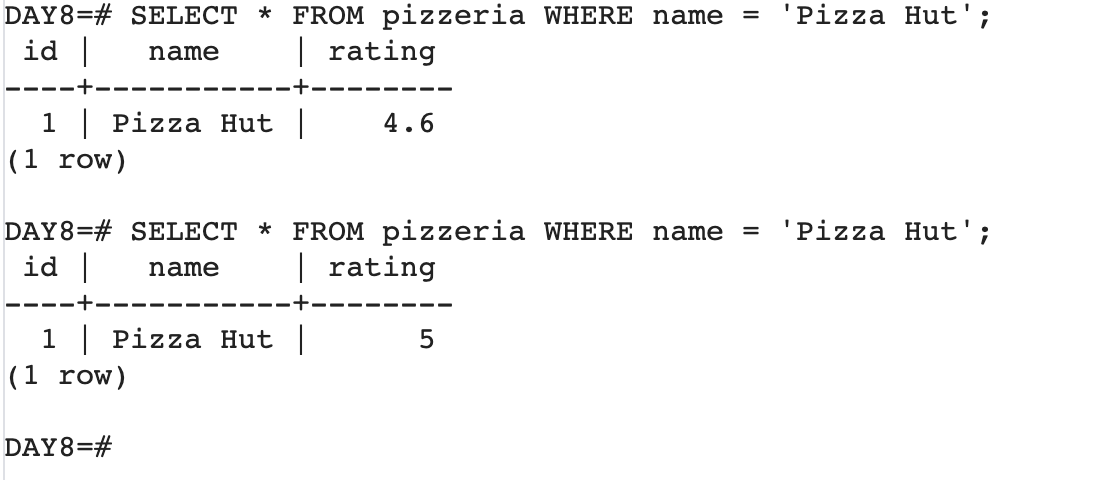 DAY8=# SELECT * FROM pizzeria WHERE name = 'Pizza Hut';
 id |   name    | rating
----+-----------+--------
  1 | Pizza Hut |    4.6
(1 row)

DAY8=# SELECT * FROM pizzeria WHERE name = 'Pizza Hut';
 id |   name    | rating
----+-----------+--------
  1 | Pizza Hut |      5
(1 row)

DAY8=#